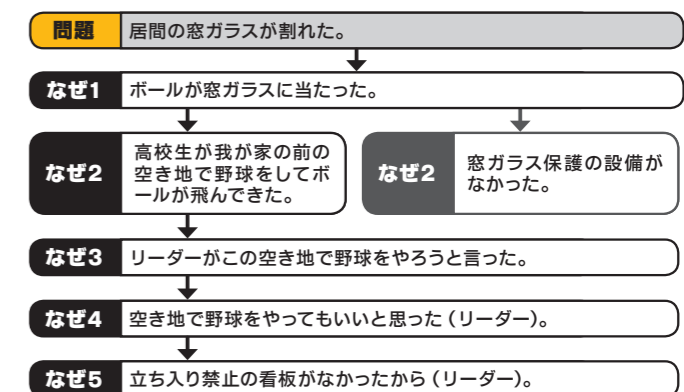 問題 居間の窓ガラスが割れた。
なぜ1 ボールが窓ガラスに当たった。
なぜ2
高校生が我が家の前の
空き地で野球をしてボ
ールが飛んできた。
なぜ2
窓ガラス保護の設備が
なかった。
なぜ3 リーダーがこの空き地で野球をやろうと言った。
なぜ4 空き地で野球をやってもいいと思った（リーダー）。
なぜ5 立ち入り禁止の看板がなかったから（リーダー）。